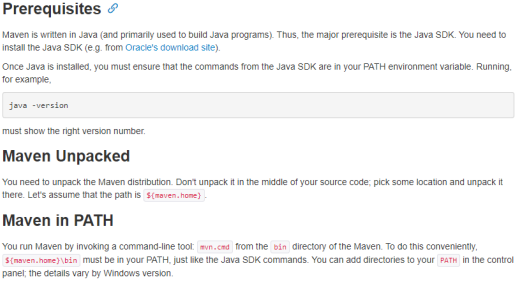 Prerequisites
Maven is written in Java (and primarily used to build Java programs). Thus, the major prerequisite is the Java SDK. You need to
install the Java SDK (e.g. from Oracle's download site).
Once Java is installed, you must ensure that the commands from the Java SDK are in your PATH environment variable. Running,
for example,
java -version
must show the right version number.
Maven Unpacked
You need to unpack the Maven distribution. Don't unpack it in the middle of your source code; pick some location and unpack it
there. Let's assume that the path is ${maven.home}.
Maven in PATH
You run Maven by invoking a command-line tool: mvn.cmd from the bin directory of the Maven. To do this conveniently,
${maven.home}\bin must be in your PATH, just like the Java SDK commands. You can add directories to your PATH in the control
panel; the details vary by Windows version.